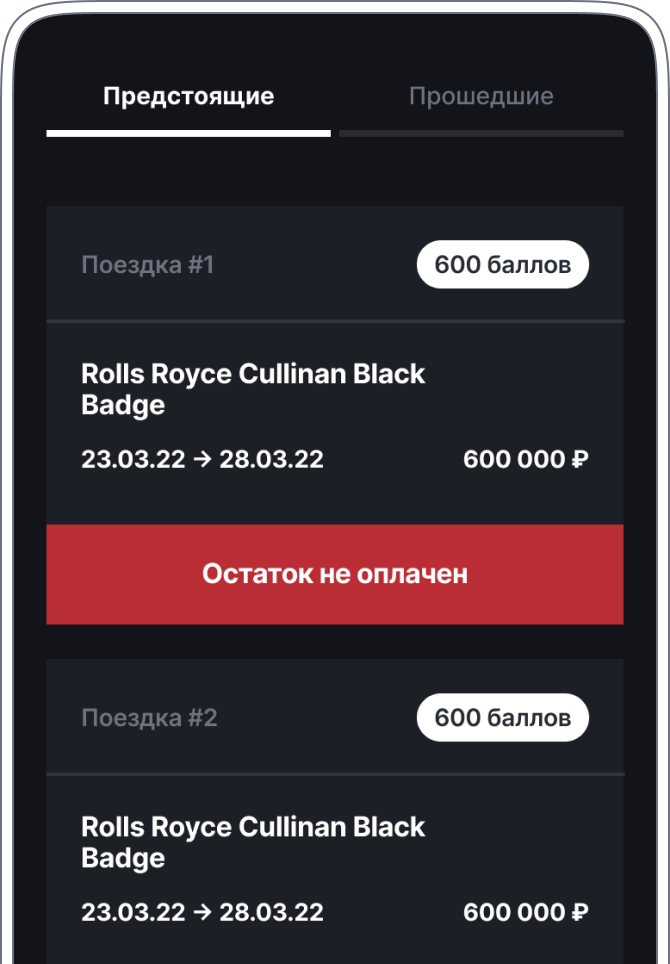 Предстоящие
Прошедшие
Поездка #1
600 баллов
Rolls Royce Cullinan Black
Badge
23.03.22 → 28.03.22
600 000 ₽
Остаток не оплачен
Поездка #2
600 баллов
Rolls Royce Cullinan Black
Badge
23.03.22 → 28.03.22
600 000 ₽